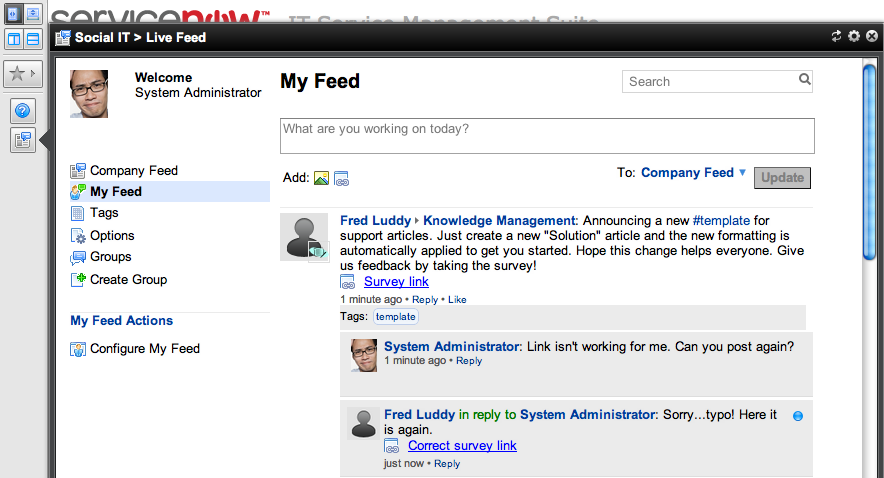 servicenow™ IT Service Management Suite
Social IT > Live Feed
Welcome
System Administrator
My Feed
Search
What are you working on today?
Add:
To: Company Feed
Update
Company Feed
My Feed
Tags
Options
Groups
Create Group
My Feed Actions
Configure My Feed
Fred Luddy Knowledge Management: Announcing a new #template for
support articles. Just create a new "Solution" article and the new formatting is
automatically applied to get you started. Hope this change helps everyone. Give
us feedback by taking the survey!
Survey link
1 minute ago • Reply • Like
Tags: template
System Administrator: Link isn't working for me. Can you post again?
1 minute ago • Reply
Fred Luddy in reply to System Administrator: Sorry...typo! Here it
is again.
Correct survey link
just now • Reply